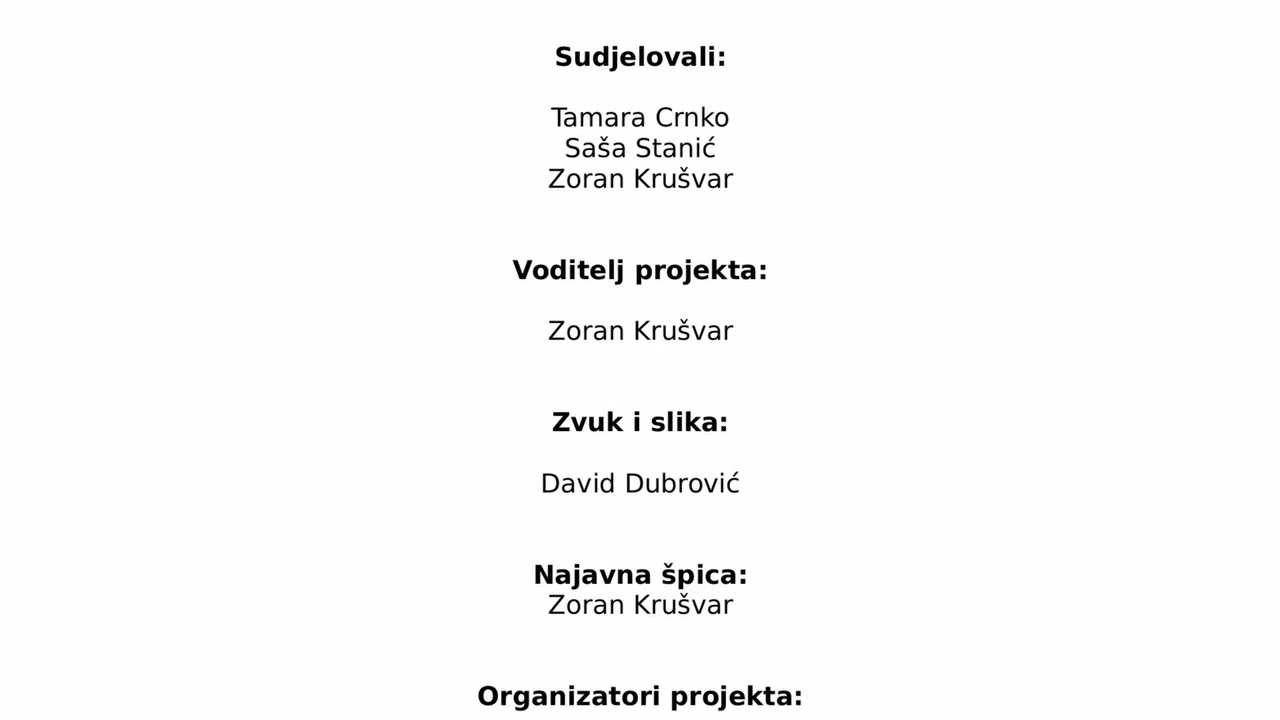 Sudjelovali:
Tamara Crnko
Saša Stanić
Zoran Krušvar
Voditelj projekta:
Zoran Krušvar
Zvuk i slika:
David Dubrović
Najavna špica:
Zoran Krušvar
Organizatori projekta: